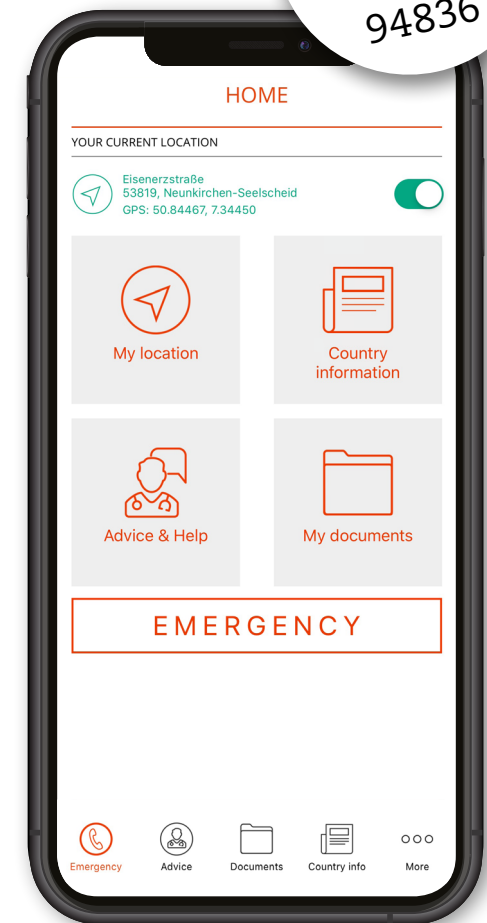 94836
HOME
YOUR CURRENT LOCATION
Eisenerzstraße
53819, Neunkirchen-Seelscheid
GPS: 50.84467, 7.34450
My location
Country
information
Advice & Help
My documents
EMERGENCY
Emergency
Advice
Documents
Country info
More